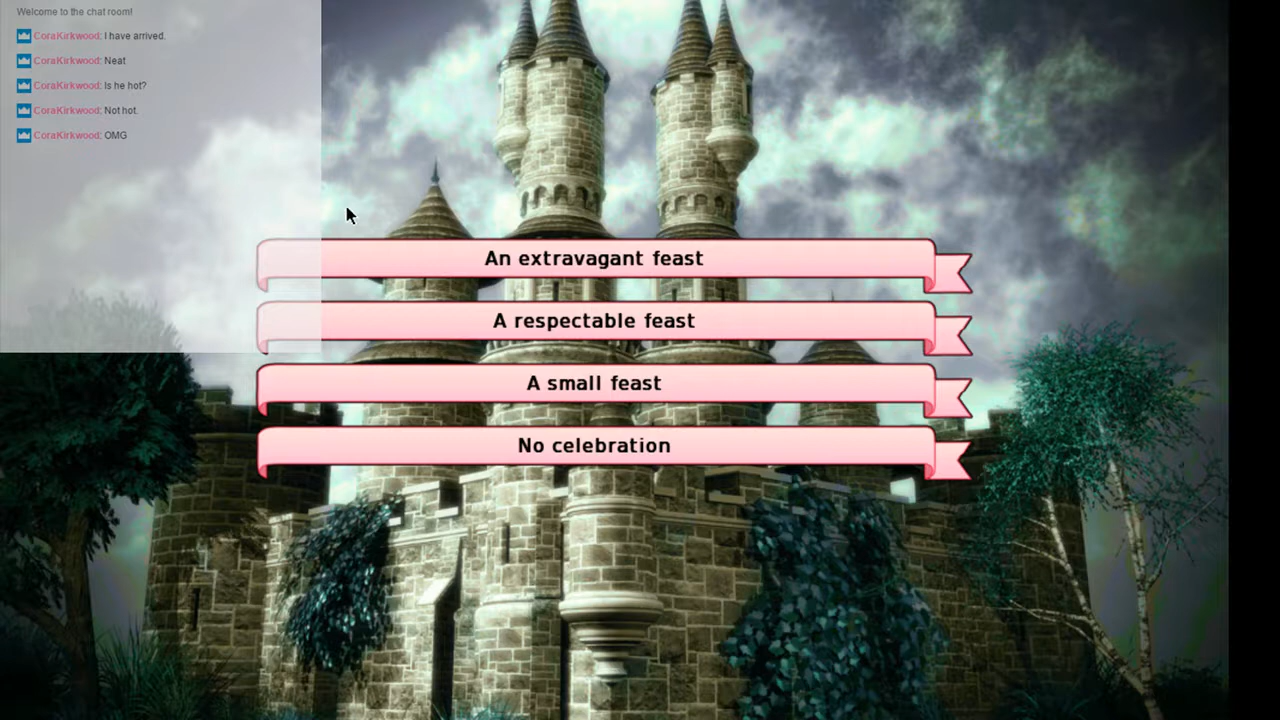 Welcome to the chat room!
CoraKirkwood: I have arrived.
CoraKirkwood: Neat
CoraKirkwood: Is he hot?
CoraKirkwood: Not hot.
CoraKirkwood: OMG
An extravagant feast
A respectable feast
A small feast
No celebration